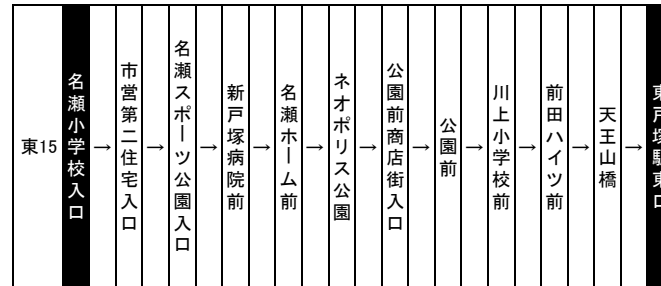 東15
名瀬小学校入口
→
市営第二住宅入口
→
名瀬スポーツ公園入口
→
新戸塚病院前
→
名瀬ホーム前
→
ネオポリス公園
→
公園前商店街入口
→
公園前
→
川上小学校前
→
前田ハイツ前
→
天王山橋
→
東戸塚駅東口